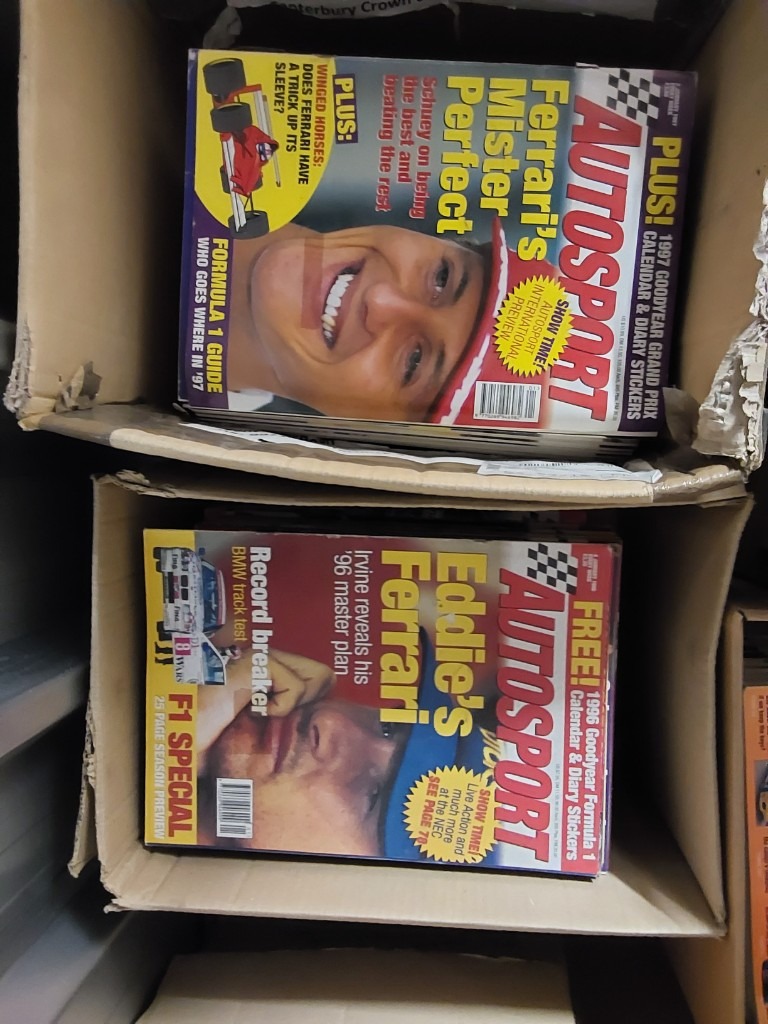 nterbury Crown
PLUS! 1997 GOODYEAR GRAND PRIX
CALENDAR & DIARY STICKERS
AUTOSPORT
Ferrari's
Mister
Perfect
Schuey on being
the best and
beating the rest
SHOW TIME!
AUTOSPORT
INTERNATIONAL
PREVIEW
PLUS:
WINGED HORSES:
DOES FERRARI HAVE
A TRICK UP ITS
SLEEVE?
FORMULA 1 GUIDE
WHO GOES WHERE IN '97
FREE! 1996 Goodyear Formula 1
Calendar & Diary Stickers
AUTOSPORT
Eddie's
Ferrari
Irvine reveals his
'96 master plan
SHOW TIME!
Live Action and
much more
at the NEC
SEE PAGE 70
Record breaker
BMW track test
F1 SPECIAL
25 PAGE SEASON PREVIEW